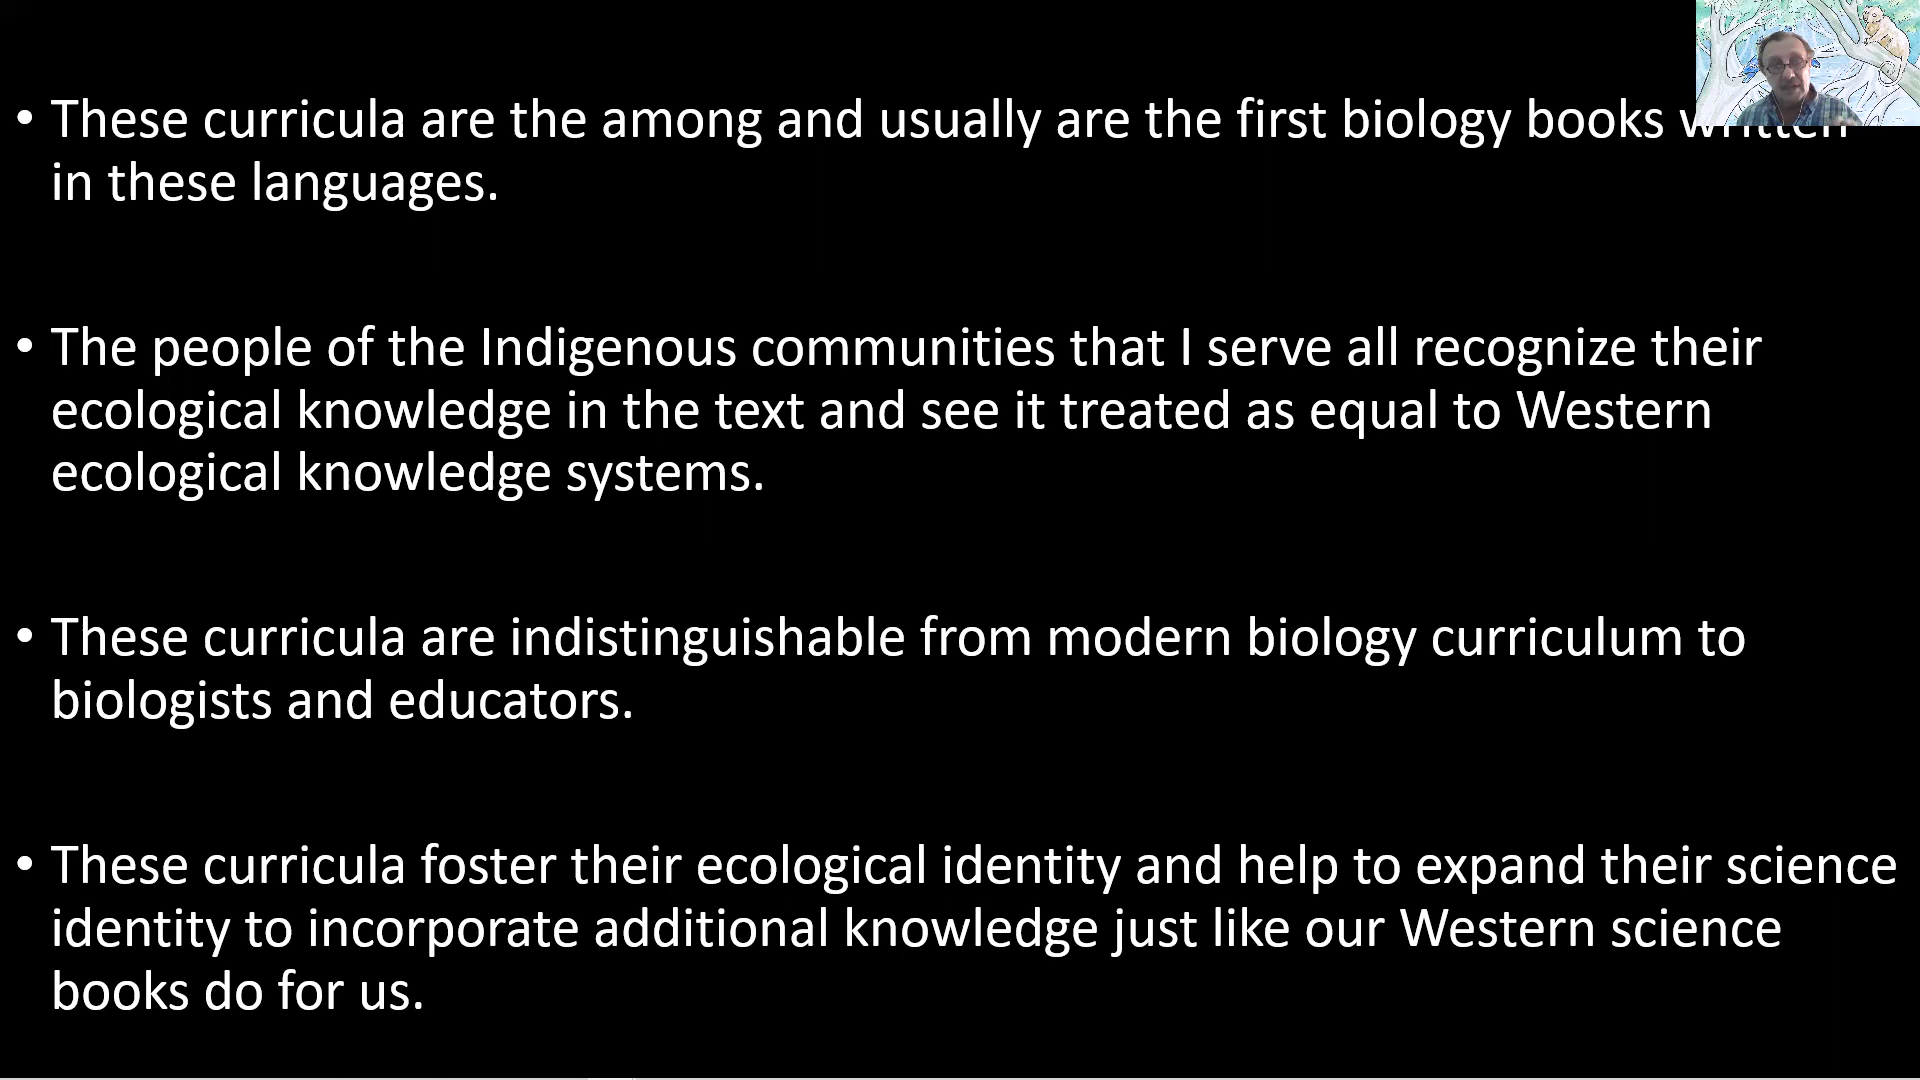 • These curricula are the among and usually are the first biology books written
in these languages.
• The people of the Indigenous communities that I serve all recognize their
ecological knowledge in the text and see it treated as equal to Western
ecological knowledge systems.
• These curricula are indistinguishable from modern biology curriculum to
biologists and educators.
• These curricula foster their ecological identity and help to expand their science
identity to incorporate additional knowledge just like our Western science
books do for us.